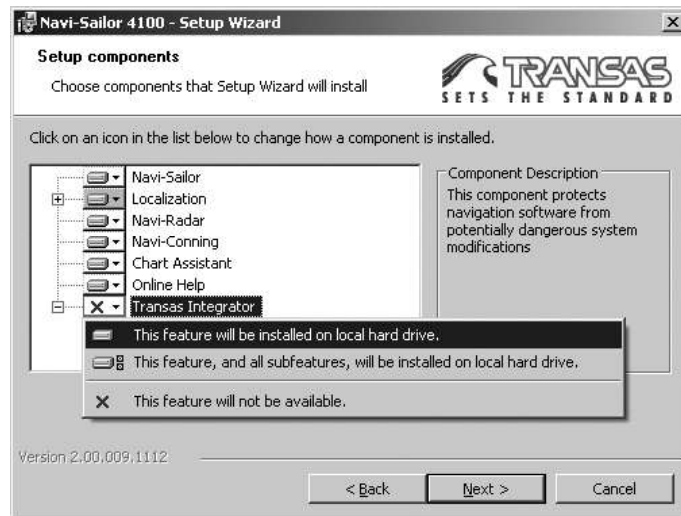 Navi-Sailor 4100 - Setup Wizard
Setup components
Choose components that Setup Wizard will install
TRANSAS
SETS THE STANDARD
Click on an icon in the list below to change how a component is installed.
Navi-Sailor
Localization
Navi-Radar
Navi-Conning
Chart Assistant
Online Help
Transas Integrator
Component Description
This component protects
navigation software from
potentially dangerous system
modifications
This feature will be installed on local hard drive.
This feature, and all subfeatures, will be installed on local hard drive.
This feature will not be available.
Version 2.00.009.1112
< Back
Next >
Cancel